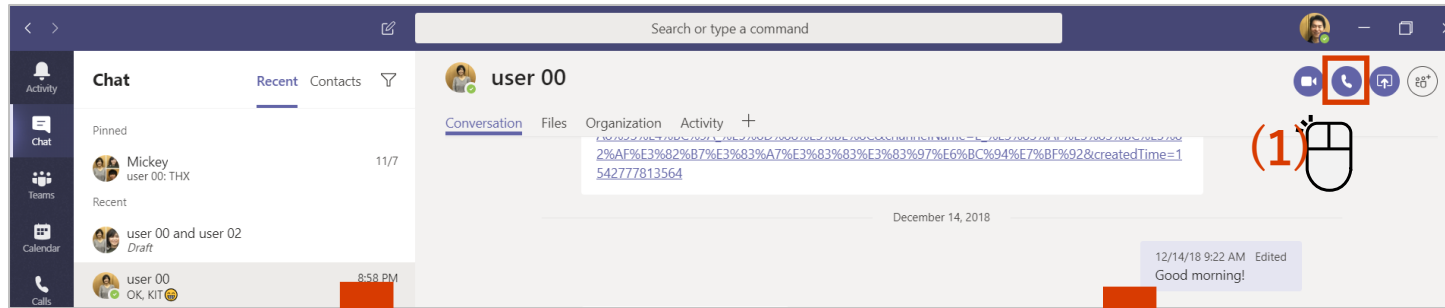 Search or type a command
Activity
Chat
Teams
Calendar
Calls
Chat
Recent
Contacts
Pinned
Mickey
11/7
user 00: THX
Recent
user 00 and user 02
Draft
user 00
8:58 PM
OK, KIT😁
user 00
Conversation
Files
Organization
Activity
2%AF%E3%82%B7%E3%83%A7%E3%83%83%E3%83%97%E6%BC%94%E7%BF%92&createdTime=1
542777813564
(1)
December 14, 2018
12/14/18 9:22 AM Edited
Good morning!